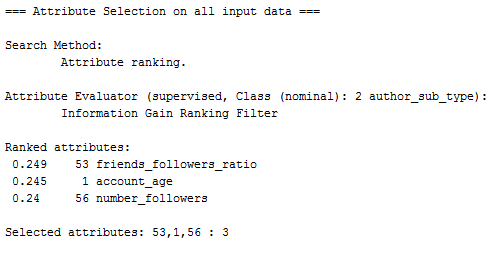 === Attribute Selection on all input data ===
Search Method:
Attribute ranking.
Attribute Evaluator (supervised, Class (nominal): 2 author_sub_type):
Information Gain Ranking Filter
Ranked attributes:
0.249 53 friends_followers_ratio
0.245 1 account_age
0.24 56 number_followers
Selected attributes: 53,1,56 : 3